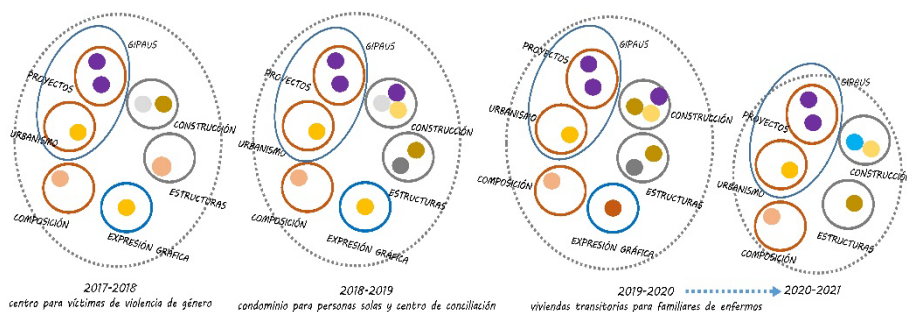 GIPAUS
PROYECTOS
CONSTRUCCIÓN
URBANISMO
ESTRUCTURAS
COMPOSICIÓN
EXPRESIÓN GRÁFICA
2017-2018
centro para víctimas de violencia de género
GIPAUS
PROYECTOS
CONSTRUCCIÓN
URBANISMO
ESTRUCTURAS
COMPOSICIÓN
EXPRESIÓN GRÁFICA
2018-2019
condominio para personas solas y centro de conciliación
GIPAUS
PROYECTOS
CONSTRUCCIÓN
URBANISMO
COMPOSICIÓN
ESTRUCTURAS
EXPRESIÓN GRÁFICA
2019-2020
viviendas transitorias para familiares de enfermos
GIPAUS
PROYECTOS
CONSTRUCCIÓN
URBANISMO
ESTRUCTURAS
COMPOSICIÓN
2020-2021